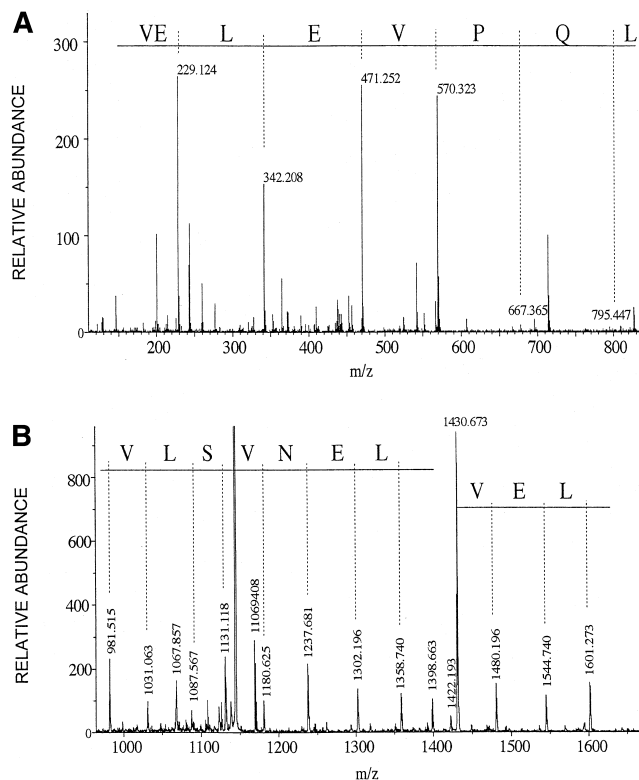 A
RELATIVE ABUNDANCE
300
200
100
0
VE L E V P Q L
229.124
342.208
471.252
570.323
667.365
795.447
200 300 400 500 600 700 800
m/z
B
RELATIVE ABUNDANCE
800
600
400
200
0
V L S V N E L
V E L
981.515
1031.063
1067.857
1087.567
1131.118
11069408
1180.625
1237.681
1302.196
1358.740
1398.663
1422.193
1430.673
1480.196
1544.740
1601.273
1000 1100 1200 1300 1400 1500 1600
m/z